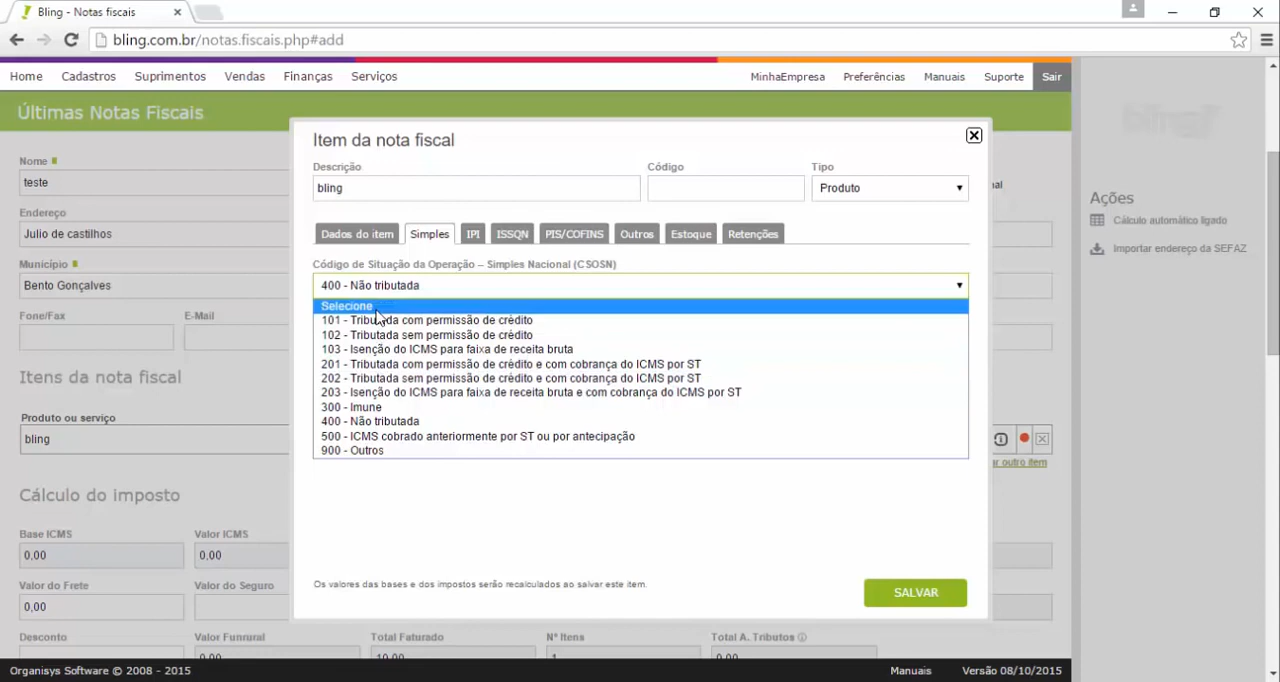 Bling - Notas fiscais
bling.com.br/notas.fiscais.php#add
Home Cadastros Suprimentos Vendas Finanças Serviços MinhaEmpresa Preferências Manuais Suporte Sair
Últimas Notas Fiscais
Nome
teste
Endereço
Julio de castilhos
Município
Bento Gonçalves
Fone/Fax E-Mail
Itens da nota fiscal
Produto ou serviço
bling
Cálculo do imposto
Base ICMS Valor ICMS
0,00 0,00
Valor do Frete Valor do Seguro
0,00
Desconto Valor Funrural Total Faturado Nº Itens Total A. Tributos
0,00 10,00 1 0,00
Item da nota fiscal
Descrição Código Tipo
bling Produto
Dados do item Simples IPI ISSQN PIS/COFINS Outros Estoque Retenções
Código de Situação da Operação – Simples Nacional (CSOSN)
400 - Não tributada
Selecione
101 - Tributada com permissão de crédito
102 - Tributada sem permissão de crédito
103 - Isenção do ICMS para faixa de receita bruta
201 - Tributada com permissão de crédito e com cobrança do ICMS por ST
202 - Tributada sem permissão de crédito e com cobrança do ICMS por ST
203 - Isenção do ICMS para faixa de receita bruta e com cobrança do ICMS por ST
300 - Imune
400 - Não tributada
500 - ICMS cobrado anteriormente por ST ou por antecipação
900 - Outros
Os valores das bases e dos impostos serão recalculados ao salvar este item.
SALVAR
outro item
bling
Ações
Cálculo automático ligado
Importar endereço da SEFAZ
Organisys Software © 2008 - 2015 Manuais Versão 08/10/2015